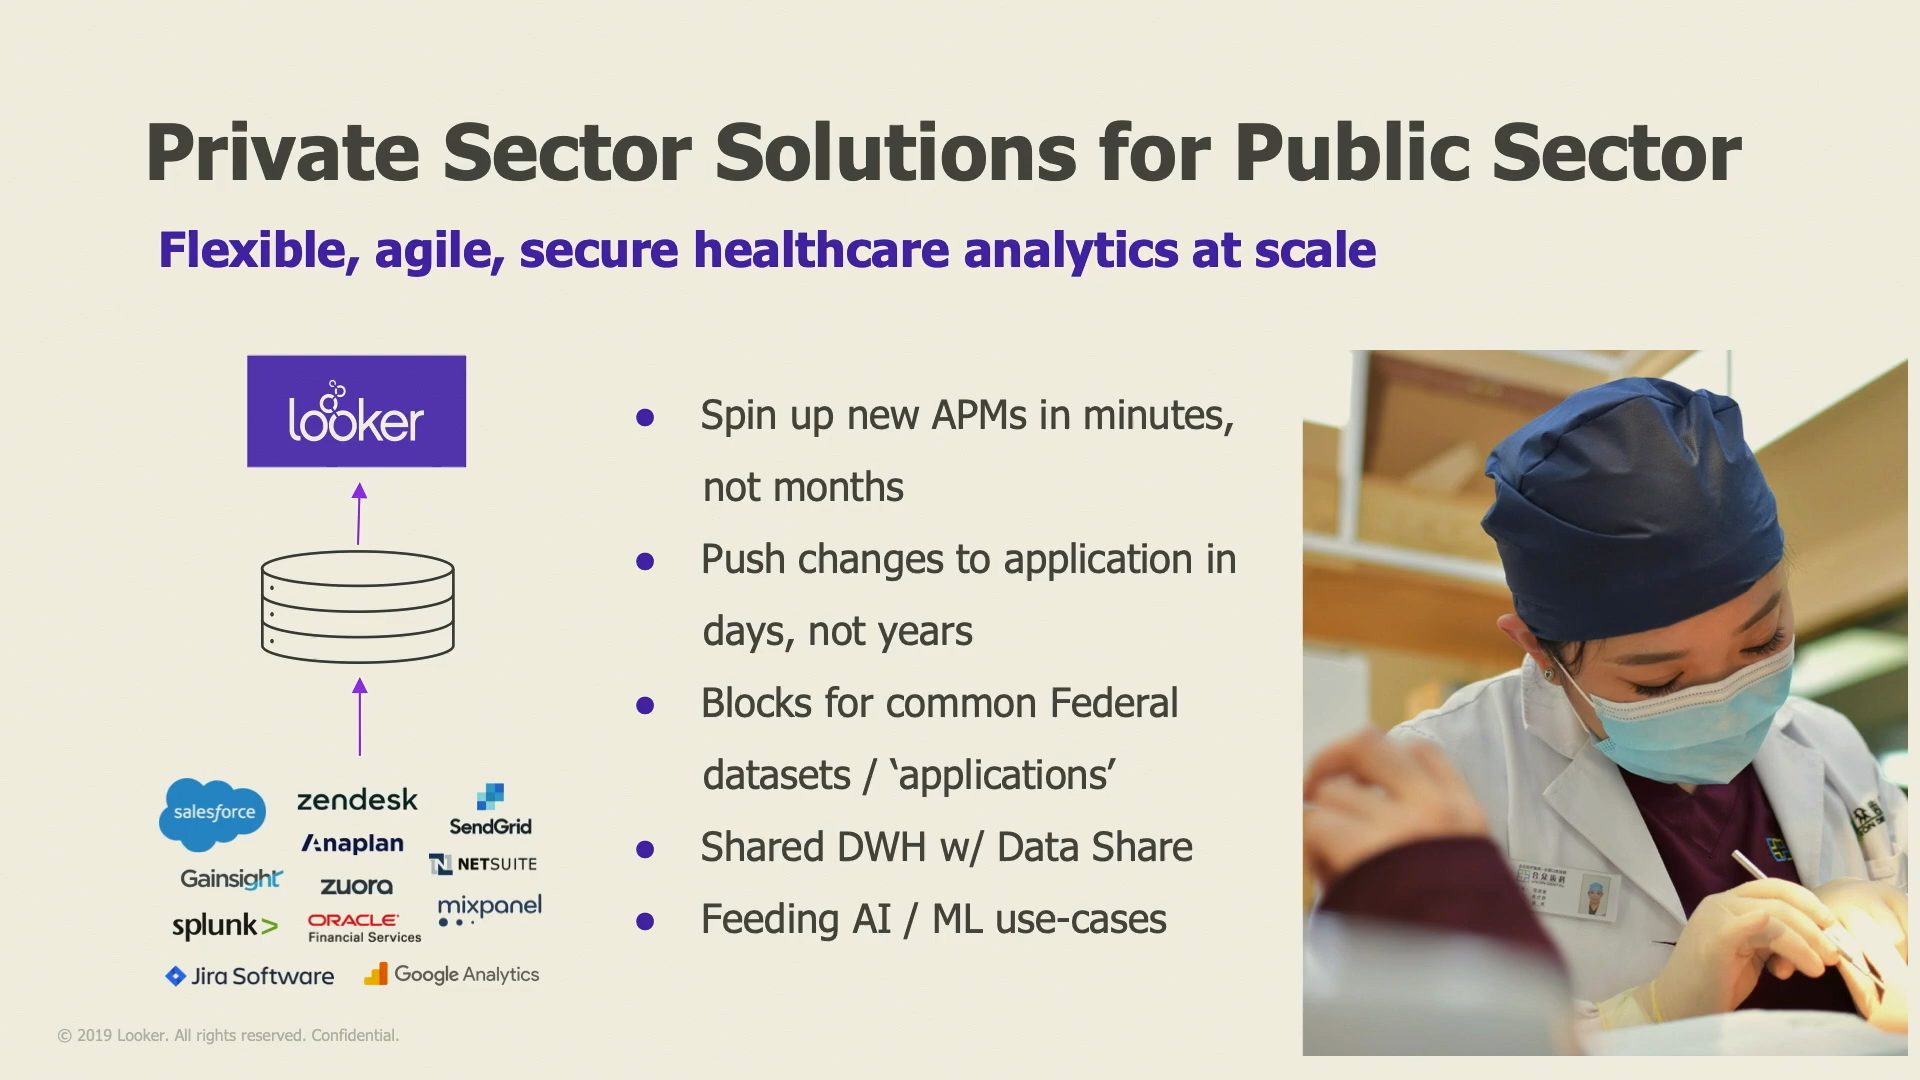 Private Sector Solutions for Public Sector
Flexible, agile, secure healthcare analytics at scale
looker
salesforce
zendesk
SendGrid
Anaplan
NETSUITE
Gainsight
zuora
mixpanel
splunk>
ORACLE
Financial Services
Jira Software
Google Analytics
● Spin up new APMs in minutes,
not months
● Push changes to application in
days, not years
● Blocks for common Federal
datasets / ‘applications’
● Shared DWH w/ Data Share
● Feeding AI / ML use-cases
© 2019 Looker. All rights reserved. Confidential.